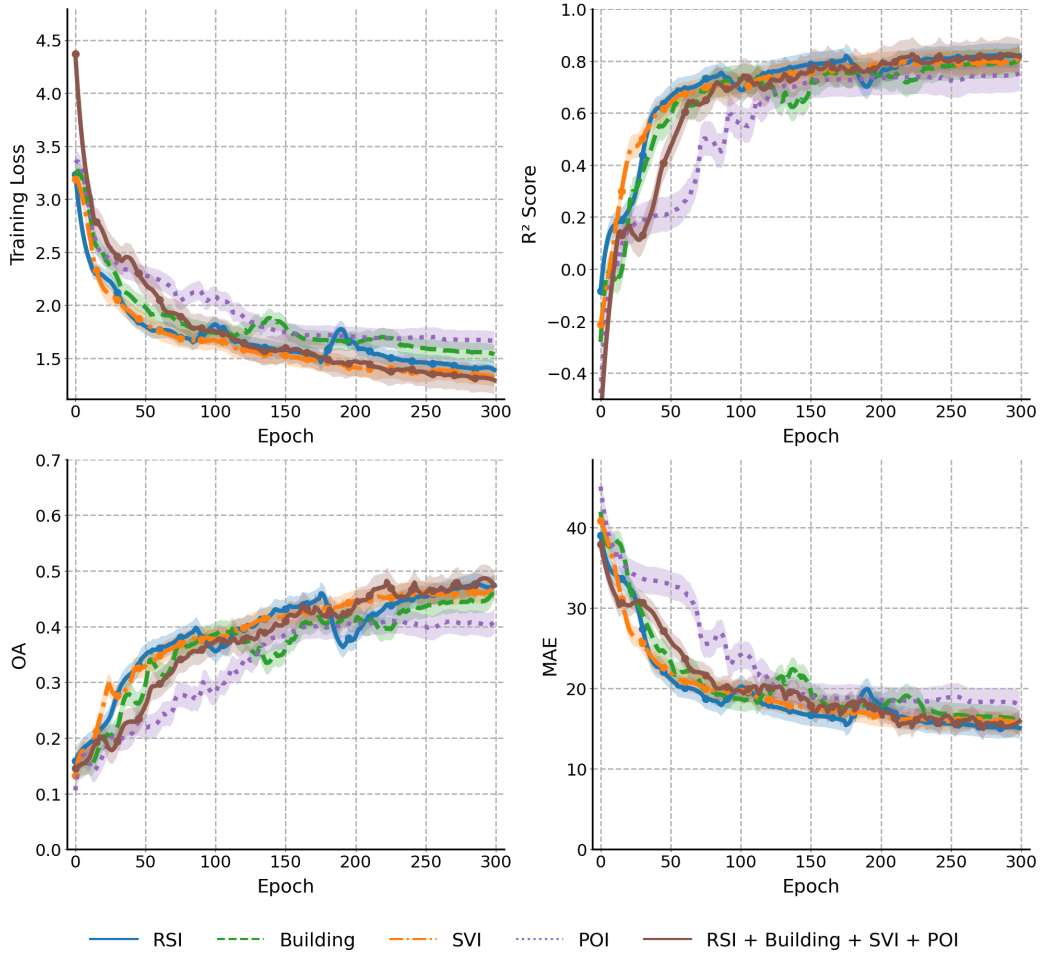 Training Loss
4.5
4.0
3.5
3.0
2.5
2.0
1.5
0 50 100 150 200 250 300
Epoch
R² Score
1.0
0.8
0.6
0.4
0.2
0.0
−0.2
−0.4
0 50 100 150 200 250 300
Epoch
OA
0.7
0.6
0.5
0.4
0.3
0.2
0.1
0.0
0 50 100 150 200 250 300
Epoch
MAE
40
30
20
10
0
0 50 100 150 200 250 300
Epoch
RSI Building SVI POI RSI + Building + SVI + POI